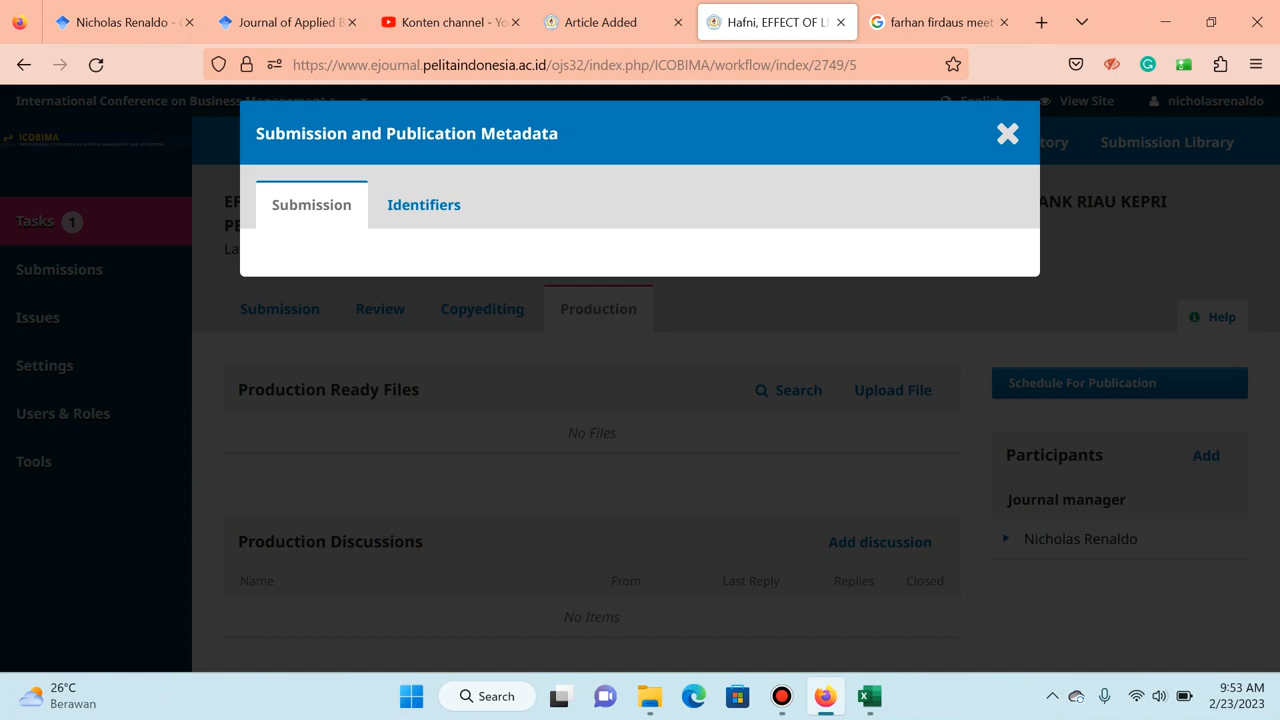 Nicholas Renaldo -
Journal of Applied B
Konten channel - Yo
Article Added
Hafni, EFFECT OF L
farhan firdaus meet
https://www.ejournal.pelitaindonesia.ac.id/ojs32/index.php/ICOBIMA/workflow/index/2749/5
International Conference on Business Management a
English
View Site
nicholasrenaldo
ICOBIMA
Submission and Publication Metadata
tory
Submission Library
Submission
Identifiers
EF
ANK RIAU KEPRI
PE
La
Tasks 1
Submissions
Issues
Settings
Users & Roles
Tools
Submission
Review
Copyediting
Production
Help
Production Ready Files
Search
Upload File
No Files
Schedule For Publication
Participants
Add
Journal manager
Nicholas Renaldo
Production Discussions
Add discussion
Name
From
Last Reply
Replies
Closed
No Items
26°C
Berawan
Search
9:53 AM
2/23/2023